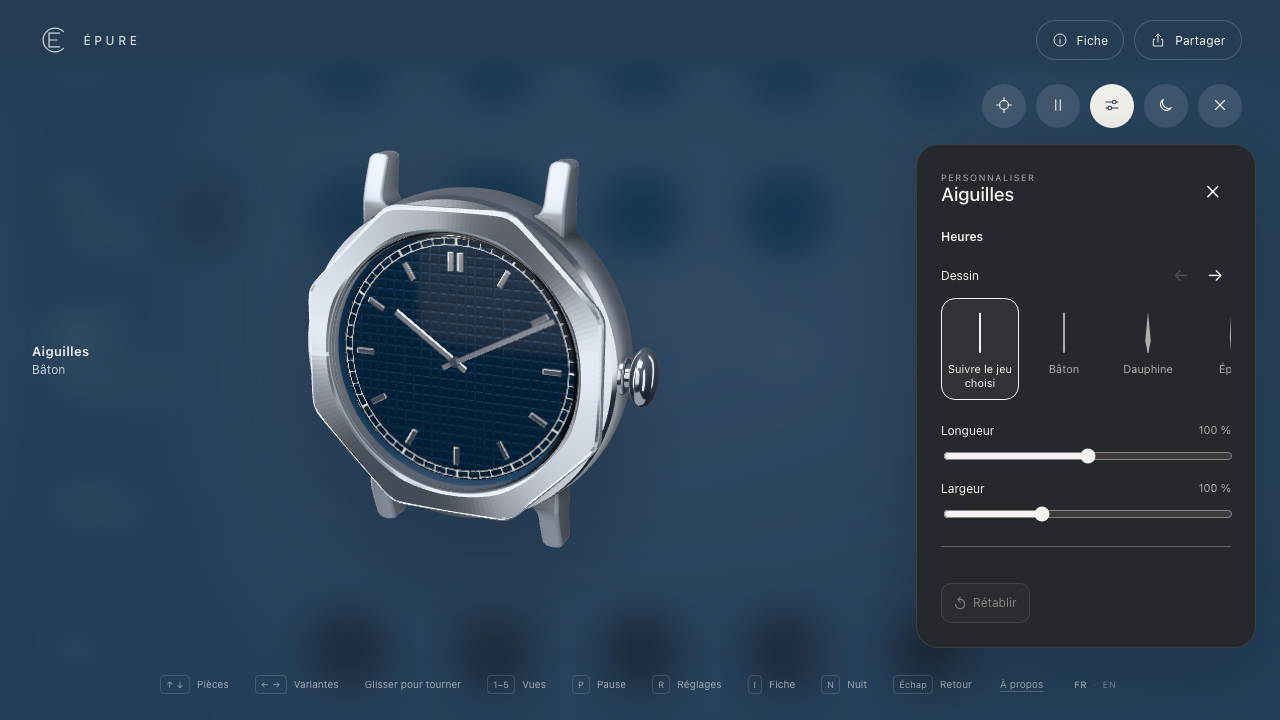 ÉPURE
Fiche
Partager
PERSONNALISER
Aiguilles
Heures
Dessin
Suivre le jeu
choisi
Bâton
Dauphine
Ép
Longueur
100 %
Largeur
100 %
Rétablir
Aiguilles
Bâton
↑ ↓ Pièces
← → Variantes
Glisser pour tourner
1–5 Vues
P Pause
R Réglages
I Fiche
N Nuit
Échap Retour
À propos
FR · EN